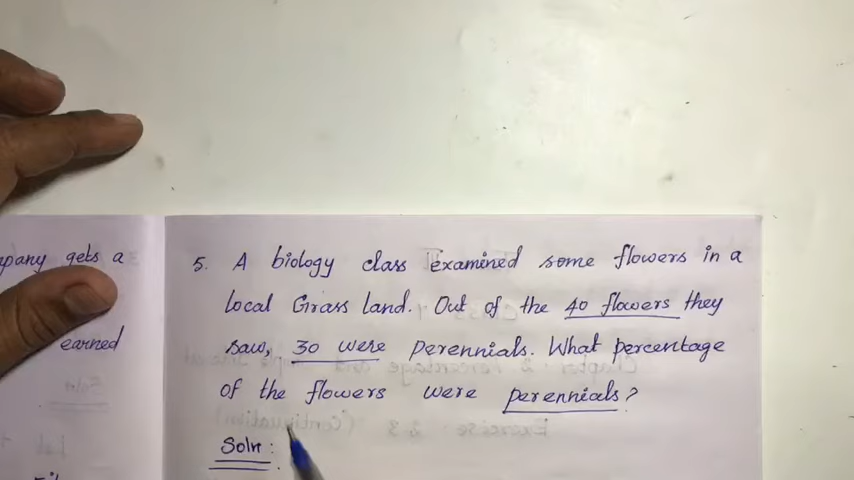 mpany gets a
earned
5. A biology class examined some flowers in a
local Grass land. Out of the 40 flowers they
saw, 30 were perennials. What percentage
of the flowers were perennials?
Soln: